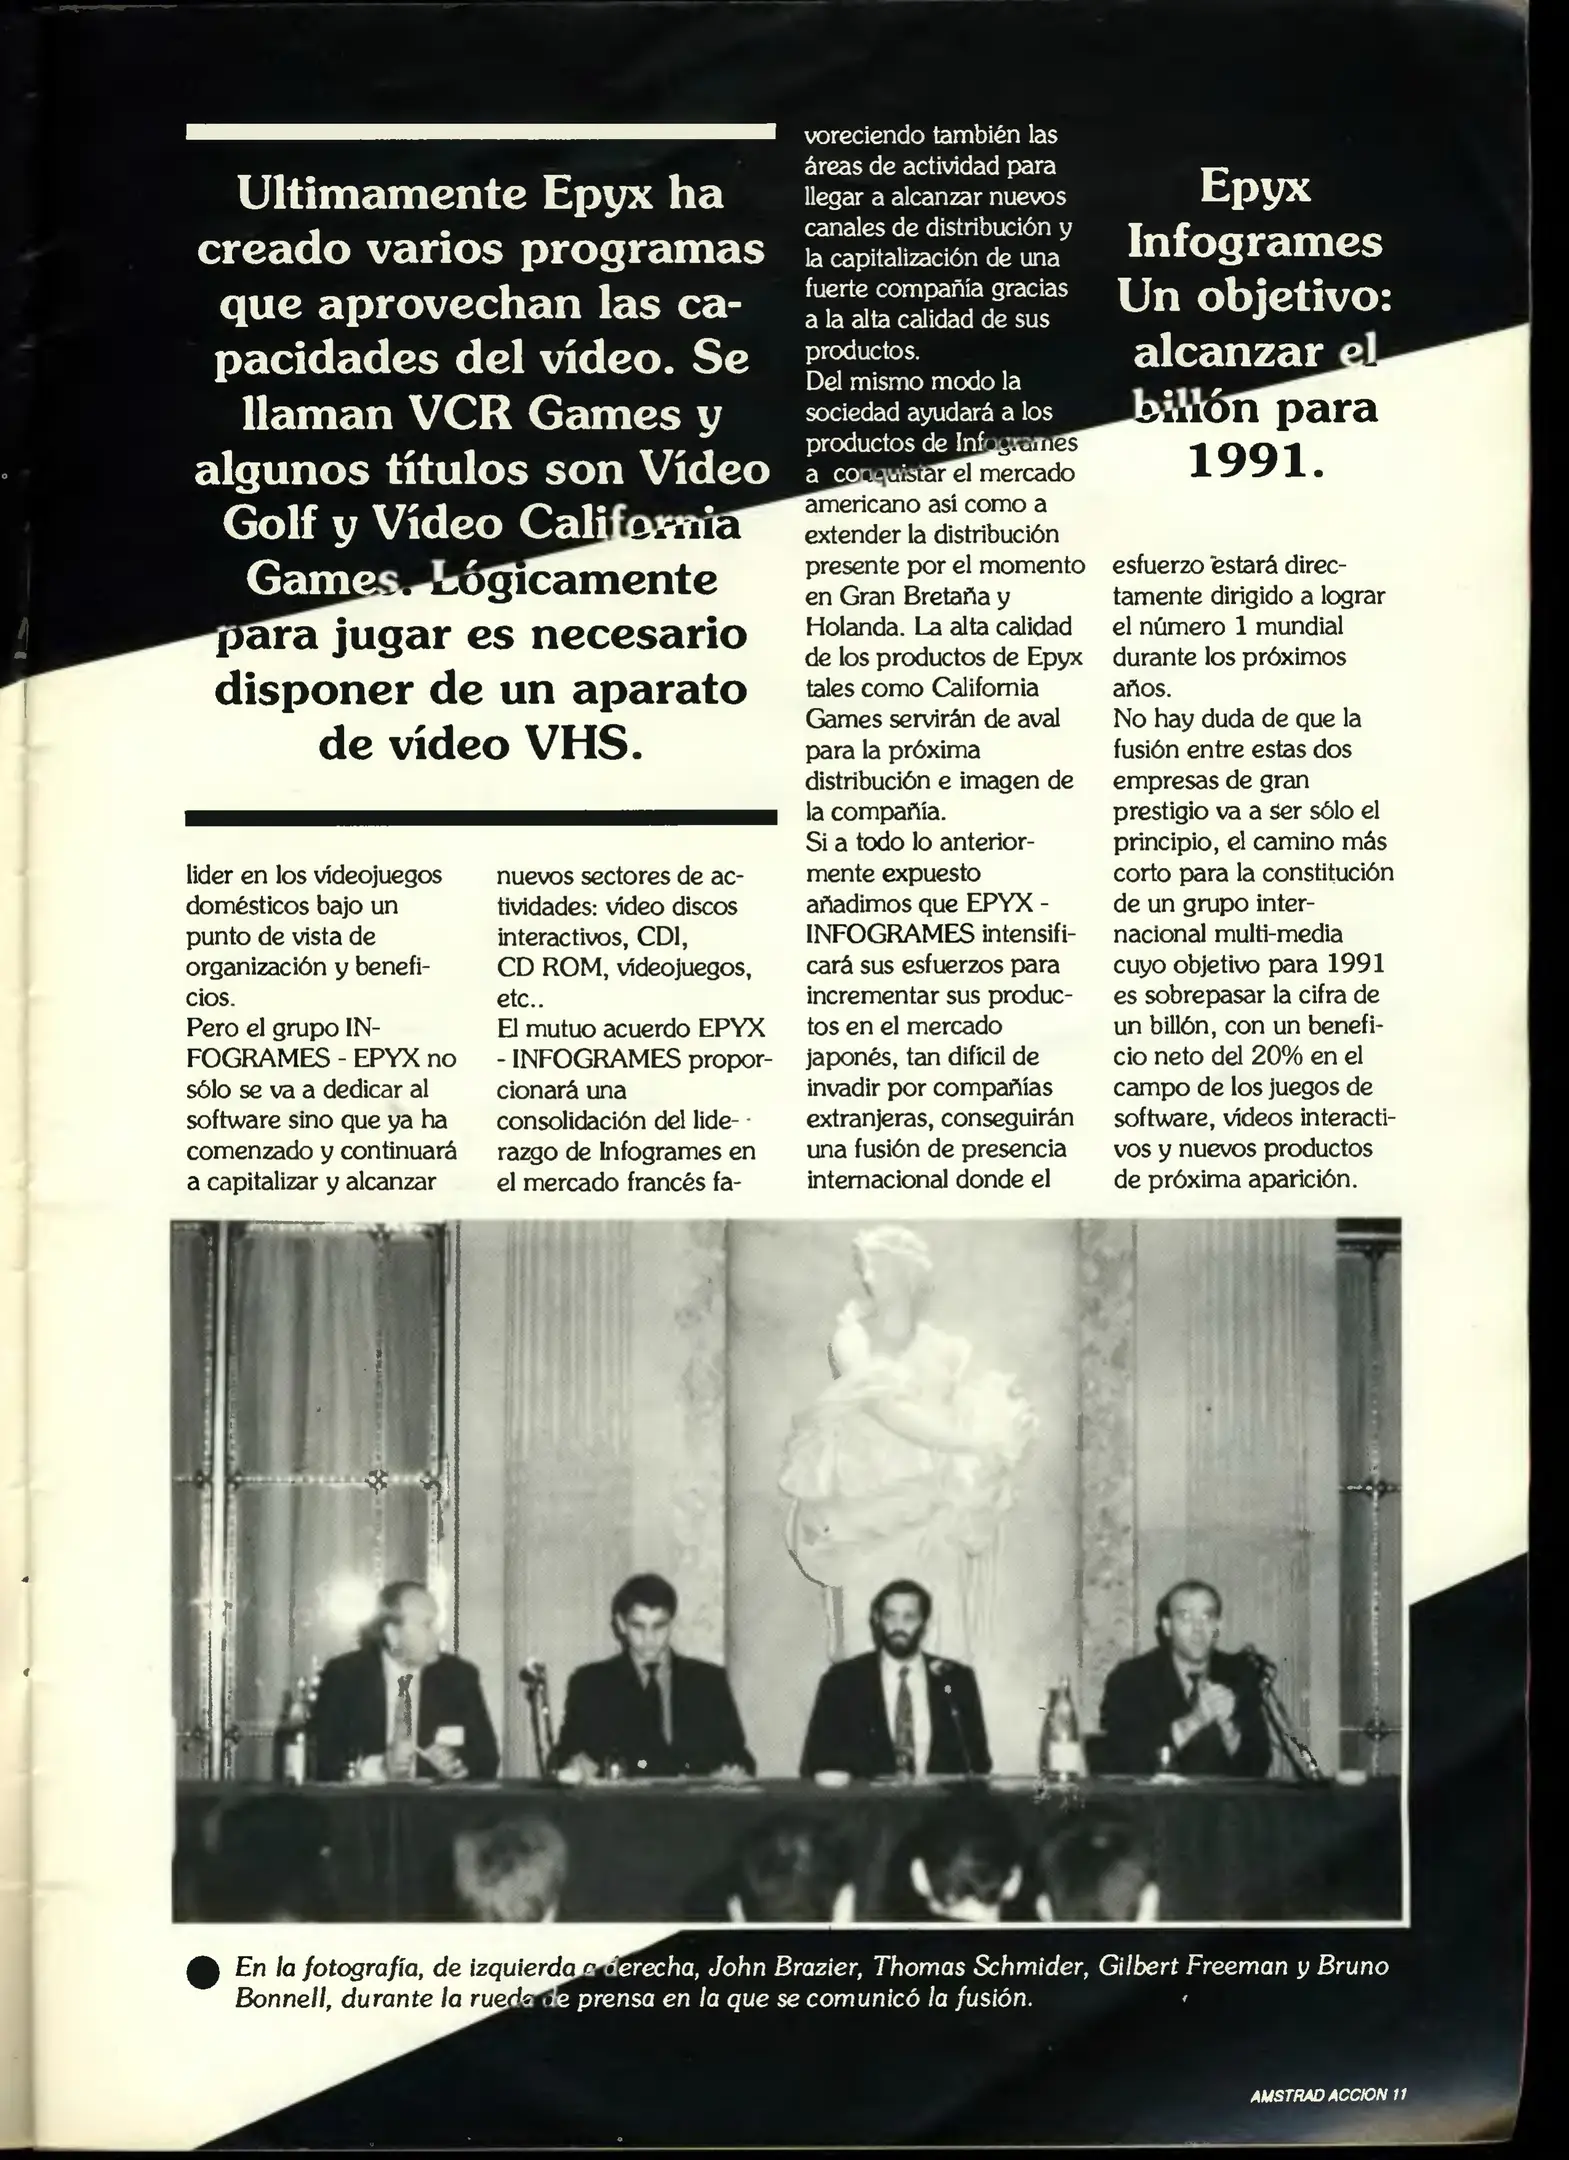 Ultimamente Epyx ha
creado varios programas
que aprovechan las ca-
pacidades del vídeo. Se
llaman VCR Games y
algunos títulos son Vídeo
Golf y Vídeo California
Games. Lógicamente
para jugar es necesario
disponer de un aparato
de vídeo VHS.
lider en los vídeojuegos
domésticos bajo un
punto de vista de
organización y benefi-
cios.
Pero el grupo IN-
FOGRAMES - EPYX no
sólo se va a dedicar al
software sino que ya ha
comenzado y continuará
a capitalizar y alcanzar
nuevos sectores de ac-
tividades: vídeo discos
interactivos, CDI,
CD ROM, vídeojuegos,
etc..
El mutuo acuerdo EPYX
- INFOGRAMES propor-
cionará una
consolidación del lide-
razgo de Infogrames en
el mercado francés fa-
voreciendo también las
áreas de actividad para
llegar a alcanzar nuevos
canales de distribución y
la capitalización de una
fuerte compañía gracias
a la alta calidad de sus
productos.
Del mismo modo la
sociedad ayudará a los
productos de Infogrames
a conquistar el mercado
americano así como a
extender la distribución
presente por el momento
en Gran Bretaña y
Holanda. La alta calidad
de los productos de Epyx
tales como California
Games servirán de aval
para la próxima
distribución e imagen de
la compañía.
Si a todo lo anterior-
mente expuesto
añadimos que EPYX -
INFOGRAMES intensifi-
cará sus esfuerzos para
incrementar sus produc-
tos en el mercado
japonés, tan difícil de
invadir por compañías
extranjeras, conseguirán
una fusión de presencia
internacional donde el
Epyx
Infogrames
Un objetivo:
alcanzar el
billón para
1991.
esfuerzo estará direc-
tamente dirigido a lograr
el número 1 mundial
durante los próximos
años.
No hay duda de que la
fusión entre estas dos
empresas de gran
prestigio va a ser sólo el
principio, el camino más
corto para la constitución
de un grupo inter-
nacional multi-media
cuyo objetivo para 1991
es sobrepasar la cifra de
un billón, con un benefi-
cio neto del 20% en el
campo de los juegos de
software, vídeos interacti-
vos y nuevos productos
de próxima aparición.
En la fotografía, de izquierda a derecha, John Brazier, Thomas Schmider, Gilbert Freeman y Bruno
Bonnell, durante la rueda de prensa en la que se comunicó la fusión.
AMSTRAD ACCION 11